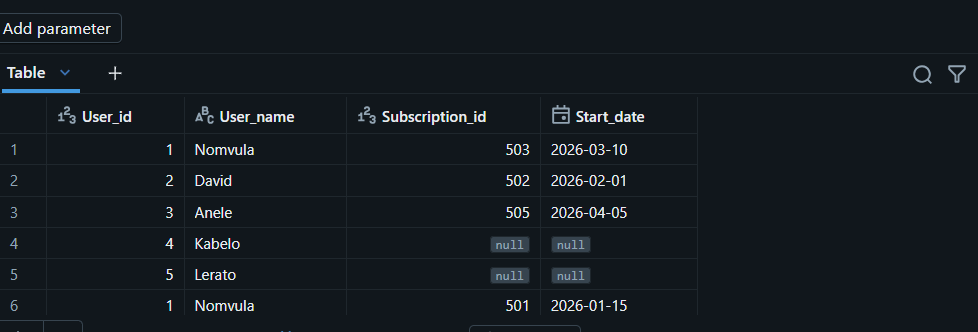 Add parameter
Table
User_id User_name Subscription_id Start_date
1 1 Nomvula 503 2026-03-10
2 2 David 502 2026-02-01
3 3 Anele 505 2026-04-05
4 4 Kabelo null null
5 5 Lerato null null
6 1 Nomvula 501 2026-01-15